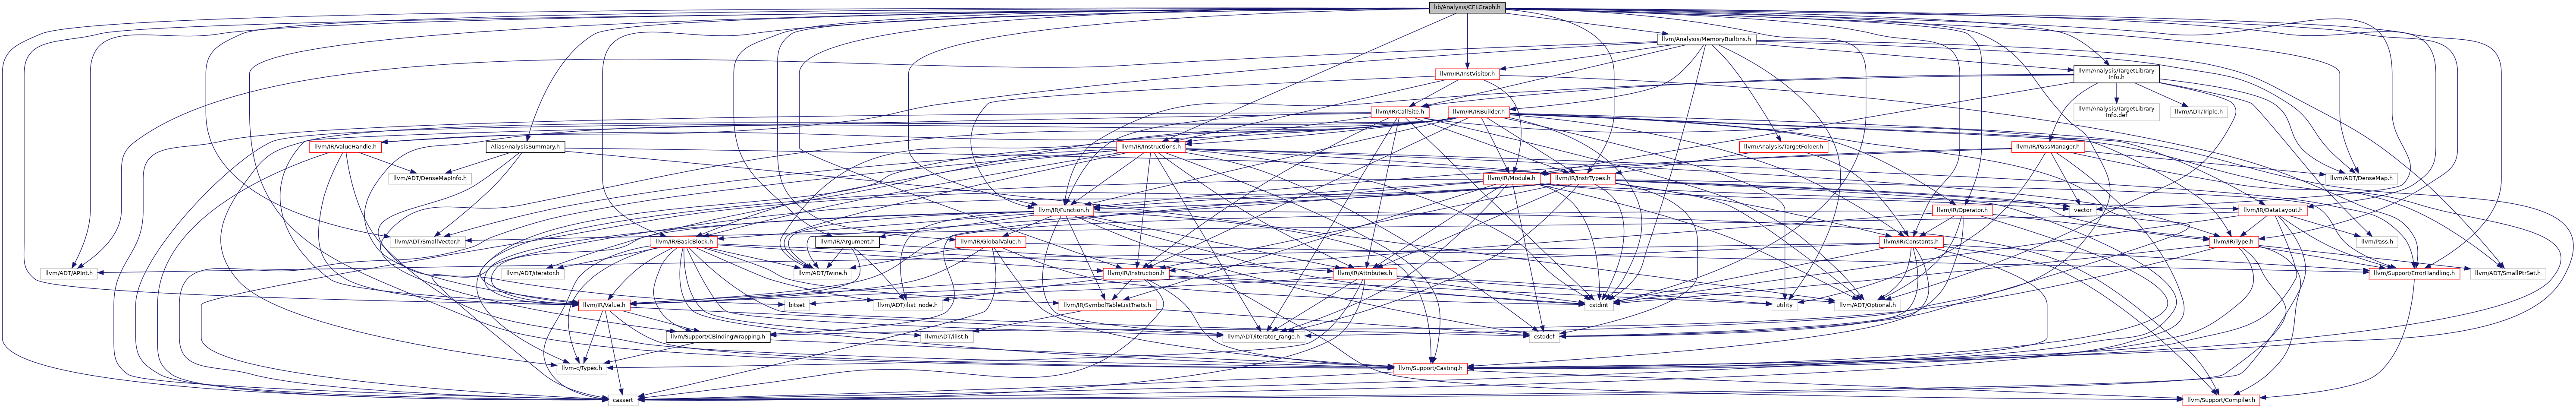 lib/Analysis/CFLGraph.h
llvm/Analysis/MemoryBuiltins.h
llvm/IR/InstVisitor.h
llvm/Analysis/TargetLibrary
Info.h
llvm/IR/CallSite.h
llvm/IR/IRBuilder.h
llvm/Analysis/TargetLibrary
Info.def
llvm/ADT/Triple.h
llvm/IR/ValueHandle.h
AliasAnalysisSummary.h
llvm/IR/Instructions.h
llvm/Analysis/TargetFolder.h
llvm/IR/PassManager.h
llvm/ADT/DenseMapInfo.h
llvm/IR/Module.h
llvm/IR/InstrTypes.h
llvm/ADT/DenseMap.h
llvm/IR/Function.h
vector
llvm/IR/Operator.h
llvm/IR/DataLayout.h
llvm/ADT/SmallVector.h
llvm/IR/BasicBlock.h
llvm/IR/Argument.h
llvm/IR/GlobalValue.h
llvm/IR/Constants.h
llvm/IR/Type.h
llvm/Pass.h
llvm/ADT/APInt.h
llvm/ADT/iterator.h
llvm/ADT/Twine.h
llvm/IR/Instruction.h
llvm/IR/Attributes.h
llvm/Support/ErrorHandling.h
llvm/ADT/SmallPtrSet.h
llvm/IR/Value.h
bitset
llvm/ADT/ilist_node.h
llvm/IR/SymbolTableListTraits.h
cstdint
utility
llvm/ADT/Optional.h
llvm/Support/CBindingWrapping.h
llvm/ADT/ilist.h
llvm/ADT/iterator_range.h
cstddef
llvm-c/Types.h
llvm/Support/Casting.h
cassert
llvm/Support/Compiler.h